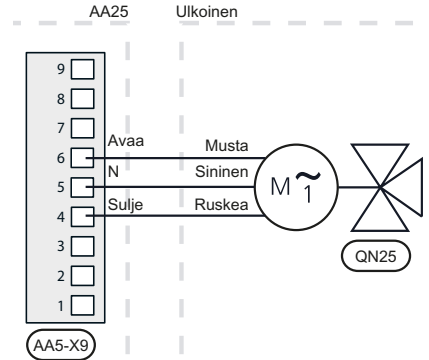 AA25 Ulkoinen
9
8
7
6 Avaa Musta
5 N Sininen
4 Sulje Ruskea
3
2
1
M ~ 1
QN25
AA5-X9